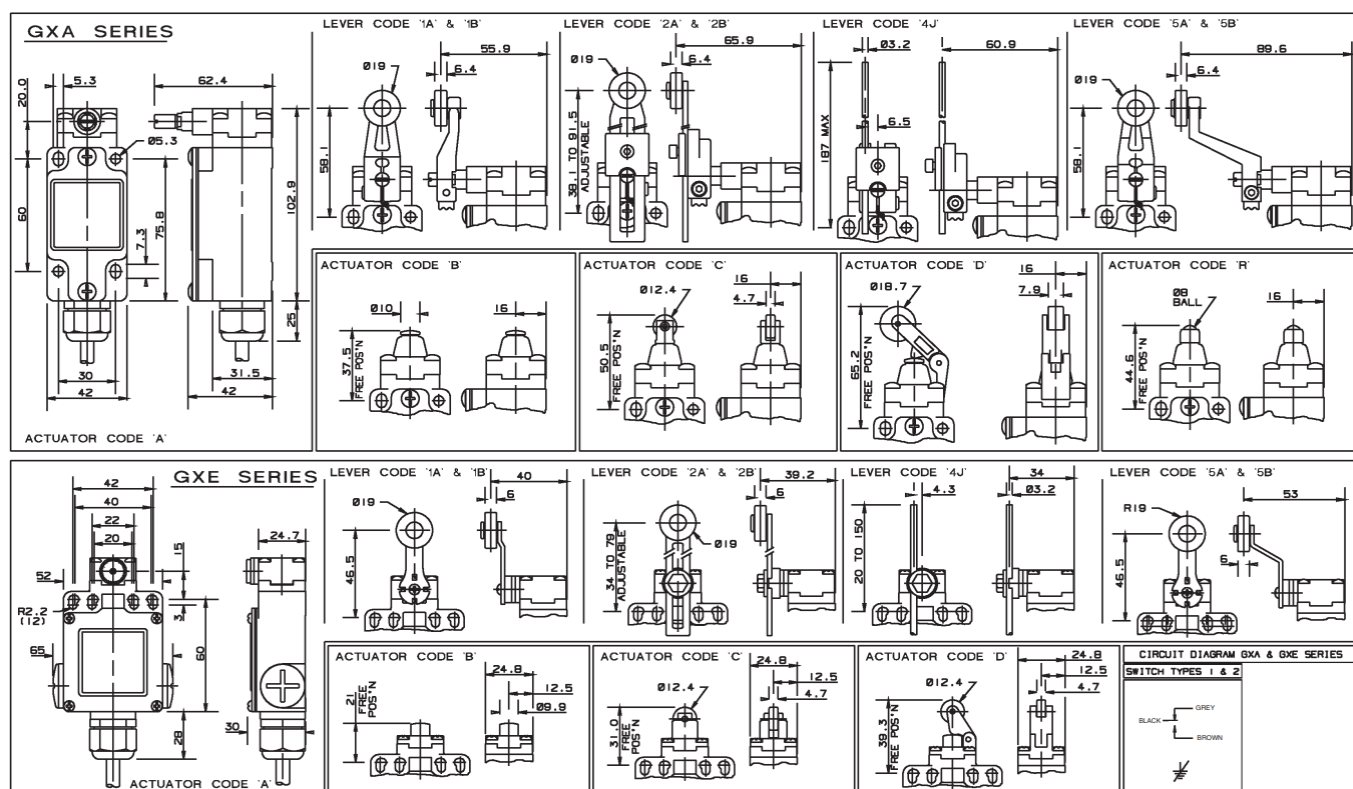 GXA SERIES
5.3
62.4
20.0
Ø5.3
60
7.3
75.8
102.9
25
30
42
31.5
42
ACTUATOR CODE 'A'
LEVER CODE '1A' & '1B'
55.9
6.4
Ø19
58.1
LEVER CODE '2A' & '2B'
65.9
6.4
Ø19
38.1 TO 91.5
ADJUSTABLE
LEVER CODE '4J'
Ø3.2
60.9
187 MAX
6.5
LEVER CODE '5A' & '5B'
89.6
6.4
Ø19
58.1
ACTUATOR CODE 'B'
Ø10
16
37.5
FREE POS'N
ACTUATOR CODE 'C'
16
Ø12.4
4.7
50.5
FREE POS'N
ACTUATOR CODE 'D'
16
Ø18.7
7.9
65.2
FREE POS'N
ACTUATOR CODE 'R'
Ø8
BALL
16
44.6
FREE POS'N
GXE SERIES
42
40
22
20
24.7
15
52
R2.2
(12)
3
60
65
30
28
ACTUATOR CODE 'A'
LEVER CODE '1A' & '1B'
40
6
Ø19
46.5
LEVER CODE '2A' & '2B'
39.2
6
Ø19
34 TO 79
ADJUSTABLE
LEVER CODE '4J'
34
4.3
Ø3.2
20 TO 150
LEVER CODE '5A' & '5B'
53
R19
6
46.5
ACTUATOR CODE 'B'
24.8
12.5
Ø9.9
21
FREE
POS'N
ACTUATOR CODE 'C'
24.8
12.5
4.7
Ø12.4
31.0
FREE
POS'N
ACTUATOR CODE 'D'
24.8
12.5
4.7
Ø12.4
39.3
FREE POS'N
CIRCUIT DIAGRAM GXA & GXE SERIES
SWITCH TYPES 1 & 2
GREY
BLACK
BROWN